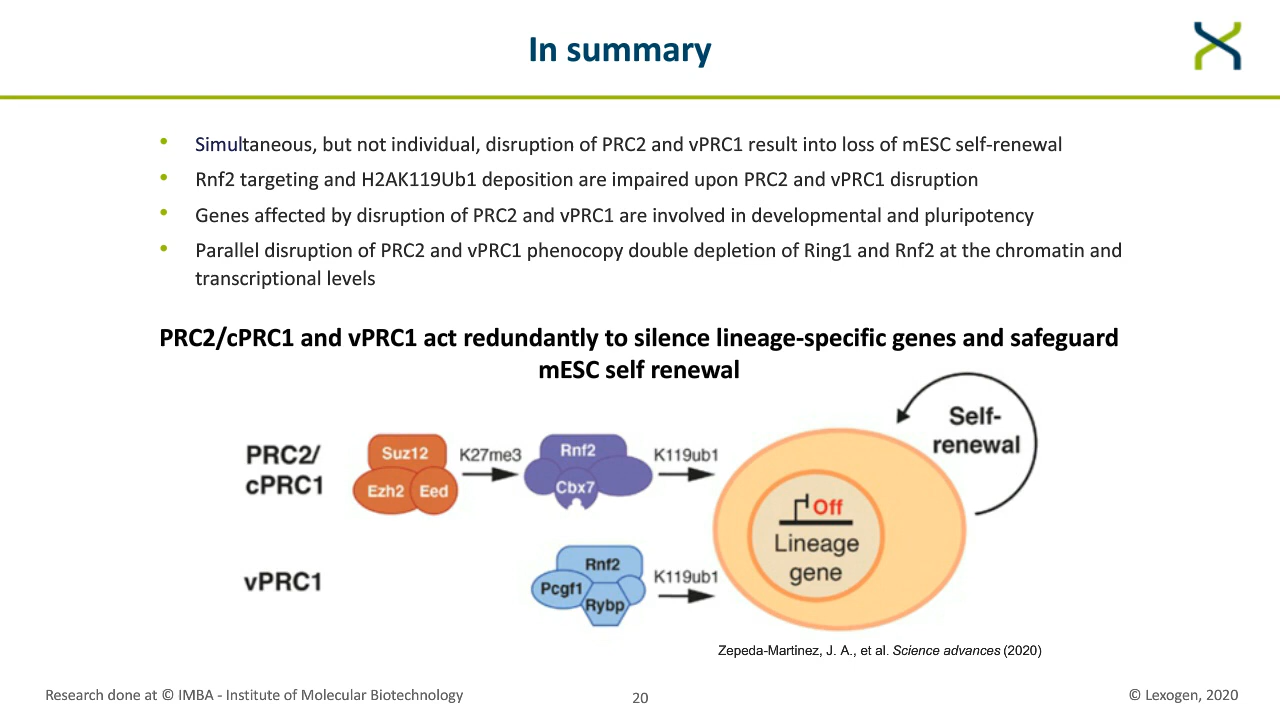 In summary
• Simultaneous, but not individual, disruption of PRC2 and vPRC1 result into loss of mESC self-renewal
• Rnf2 targeting and H2AK119Ub1 deposition are impaired upon PRC2 and vPRC1 disruption
• Genes affected by disruption of PRC2 and vPRC1 are involved in developmental and pluripotency
• Parallel disruption of PRC2 and vPRC1 phenocopy double depletion of Ring1 and Rnf2 at the chromatin and
transcriptional levels
PRC2/cPRC1 and vPRC1 act redundantly to silence lineage-specific genes and safeguard
mESC self renewal
PRC2/
cPRC1
Suz12
Ezh2 Eed
K27me3
Rnf2
Cbx7
K119ub1
Self-
renewal
Off
Lineage
gene
vPRC1
Rnf2
Pcgf1
Rybp
K119ub1
Zepeda-Martinez, J. A., et al. Science advances (2020)
Research done at © IMBA - Institute of Molecular Biotechnology
20
© Lexogen, 2020